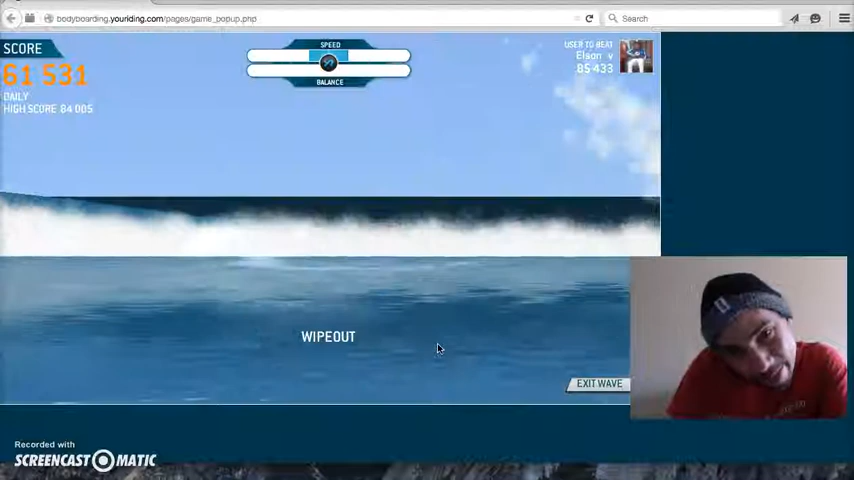 bodyboarding.youriding.com/pages/game_popup.php
Search
SCORE
61 531
DAILY
HIGH SCORE 84 005
SPEED
BALANCE
USER TO BEAT
Elson v
85 433
WIPEOUT
EXIT WAVE
Recorded with
SCREENCAST MATIC